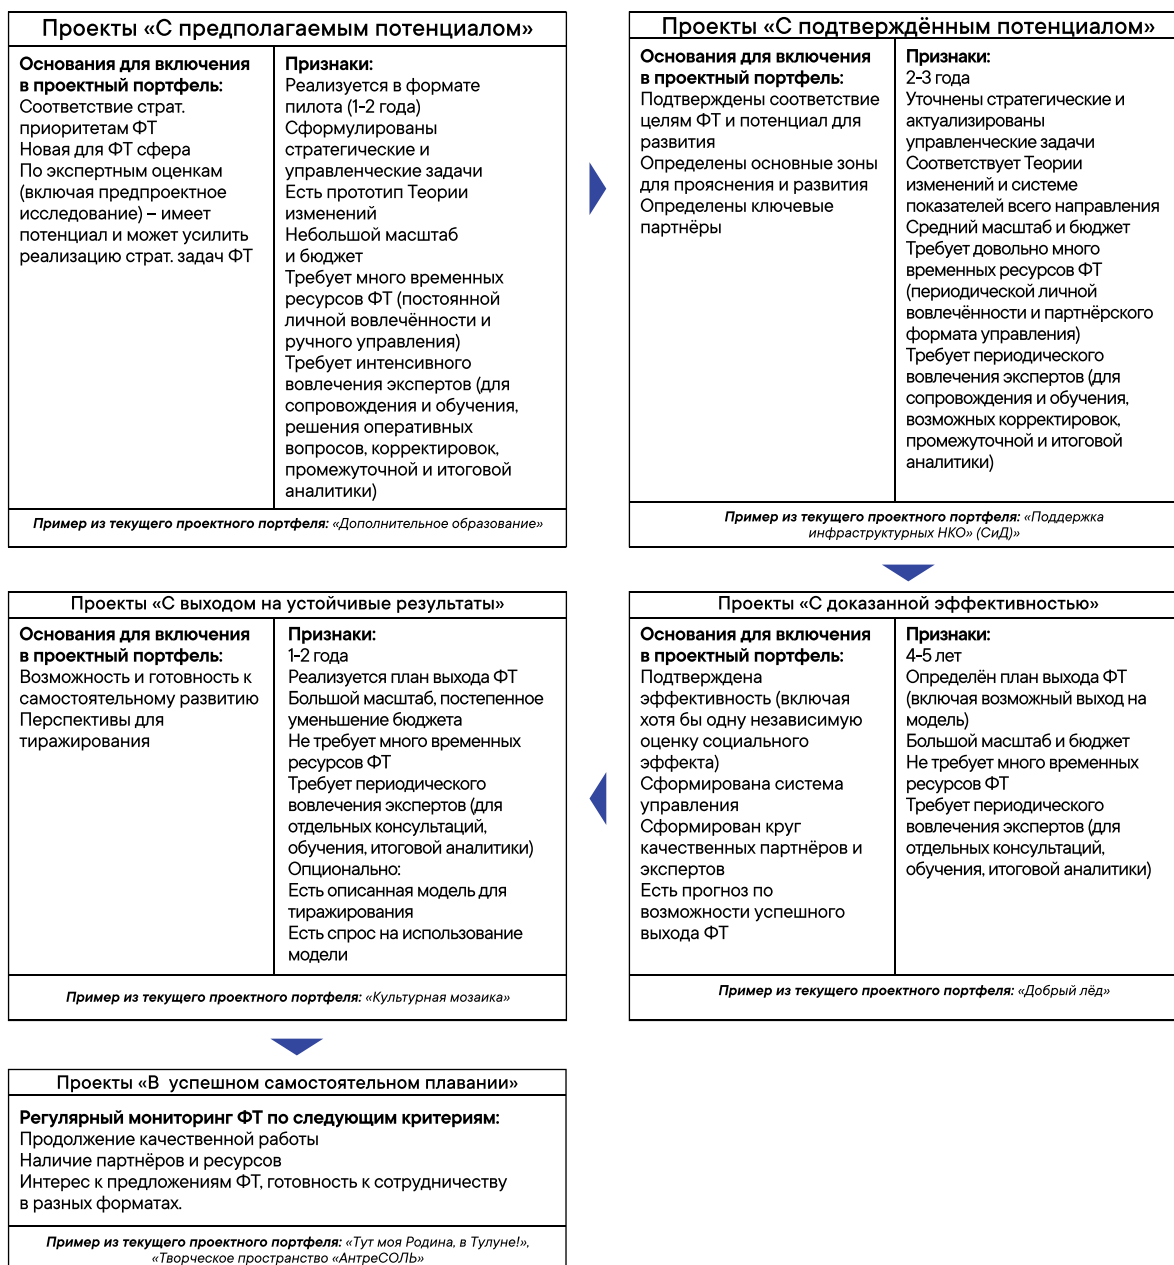 Проекты «С предполагаемым потенциалом»
Основания для включения
в проектный портфель:
Соответствие страт.
приоритетам ФТ
Новая для ФТ сфера
По экспертным оценкам
(включая предпроектное
исследование) – имеет
потенциал и может усилить
реализацию страт. задач ФТ
Признаки:
Реализуется в формате
пилота (1-2 года)
Сформулированы
стратегические и
управленческие задачи
Есть прототип Теории
изменений
Небольшой масштаб
и бюджет
Требует много временных
ресурсов ФТ (постоянной
личной вовлечённости и
ручного управления)
Требует интенсивного
вовлечения экспертов (для
сопровождения и обучения,
решения оперативных
вопросов, корректировок,
промежуточной и итоговой
аналитики)
Пример из текущего проектного портфеля: «Дополнительное образование»
Проекты «С подтверждённым потенциалом»
Основания для включения
в проектный портфель:
Подтверждены соответствие
целям ФТ и потенциал для
развития
Определены основные зоны
для прояснения и развития
Определены ключевые
партнёры
Признаки:
2-3 года
Уточнены стратегические и
актуализированы
управленческие задачи
Соответствует Теории
изменений и системе
показателей всего направления
Средний масштаб и бюджет
Требует довольно много
временных ресурсов ФТ
(периодической личной
вовлечённости и партнёрского
формата управления)
Требует периодического
вовлечения экспертов (для
сопровождения и обучения,
возможных корректировок,
промежуточной и итоговой
аналитики)
Пример из текущего проектного портфеля: «Поддержка
инфраструктурных НКО» (СиД)»
Проекты «С доказанной эффективностью»
Основания для включения
в проектный портфель:
Подтверждена
эффективность (включая
хотя бы одну независимую
оценку социального
эффекта)
Сформирована система
управления
Сформирован круг
качественных партнёров и
экспертов
Есть прогноз по
возможности успешного
выхода ФТ
Признаки:
4-5 лет
Определён план выхода ФТ
(включая возможный выход на
модель)
Большой масштаб и бюджет
Не требует много временных
ресурсов ФТ
Требует периодического
вовлечения экспертов (для
отдельных консультаций,
обучения, итоговой аналитики)
Пример из текущего проектного портфеля: «Добрый лёд»
Проекты «С выходом на устойчивые результаты»
Основания для включения
в проектный портфель:
Возможность и готовность к
самостоятельному развитию
Перспективы для
тиражирования
Признаки:
1-2 года
Реализуется план выхода ФТ
Большой масштаб, постепенное
уменьшение бюджета
Не требует много временных
ресурсов ФТ
Требует периодического
вовлечения экспертов (для
отдельных консультаций,
обучения, итоговой аналитики)
Опционально:
Есть описанная модель для
тиражирования
Есть спрос на использование
модели
Пример из текущего проектного портфеля: «Культурная мозаика»
Проекты «В успешном самостоятельном плавании»
Регулярный мониторинг ФТ по следующим критериям:
Продолжение качественной работы
Наличие партнёров и ресурсов
Интерес к предложениям ФТ, готовность к сотрудничеству
в разных форматах.
Пример из текущего проектного портфеля: «Тут моя Родина, в Тулуне!»,
«Творческое пространство «АнтреСОЛЬ»